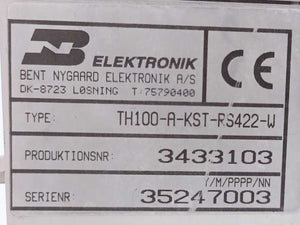 BN ELEKTRONIK
BENT NYGAARD ELEKTRONIK A/S
DK-8723 LØSNING T:75790400
CE
TYPE: TH100-A-KST-RS422-W
PRODUKTIONSNR: 3433103
Y/M/PPPP/NN
SERIENR: 35247003